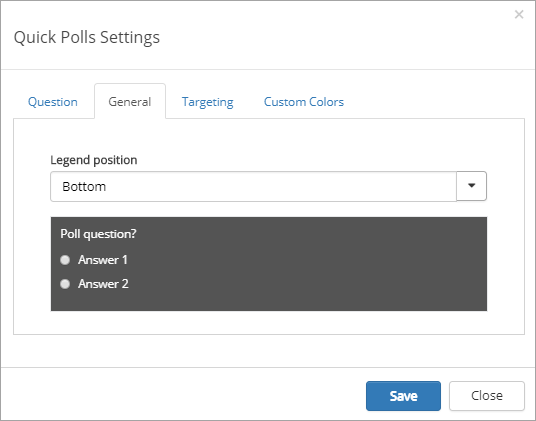 Quick Polls Settings
Question General Targeting Custom Colors
Legend position
Bottom
Poll question?
Answer 1
Answer 2
Save Close